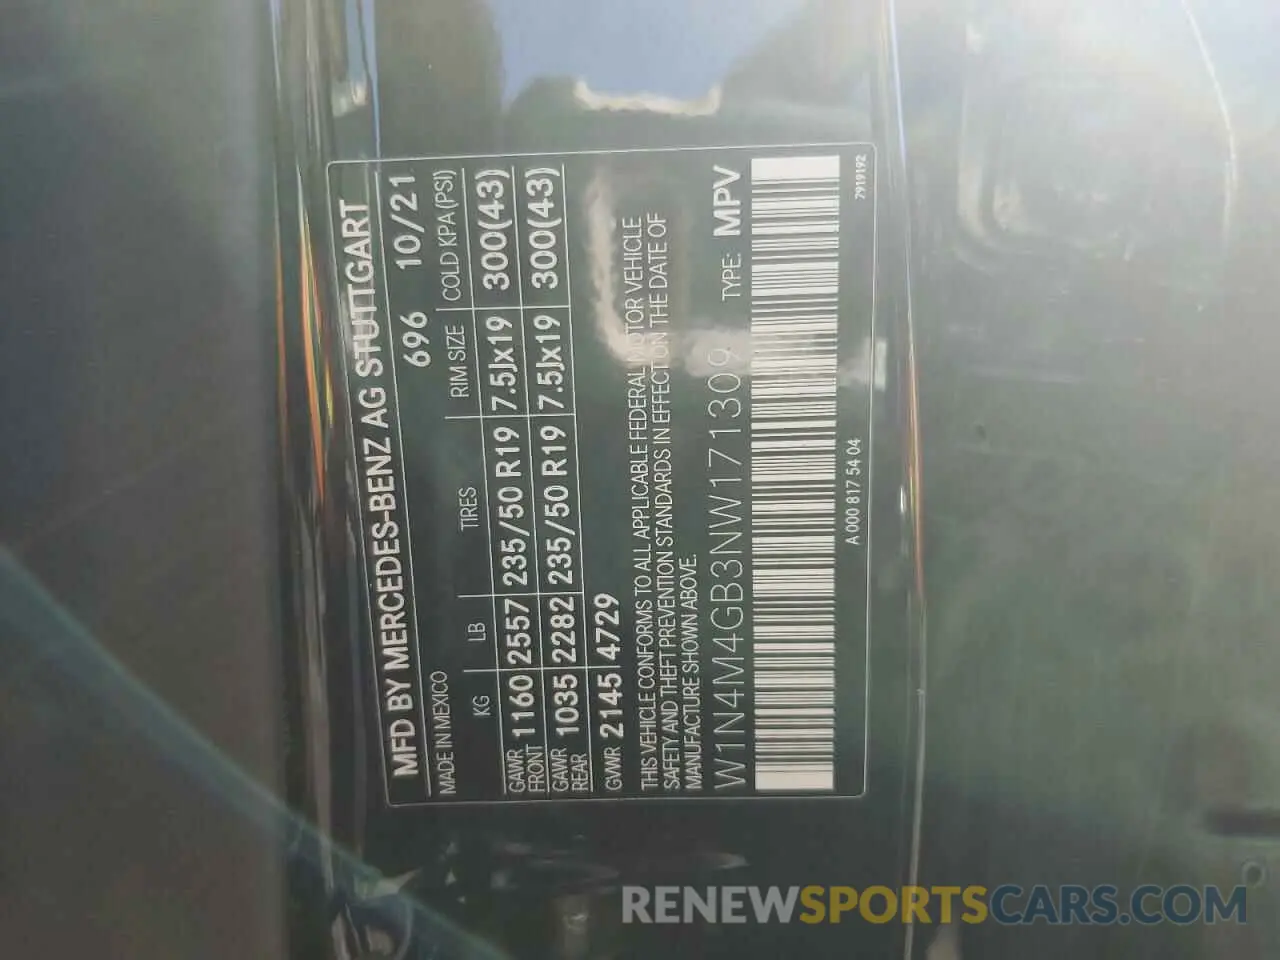 MFD BY MERCEDES-BENZ AG STUTTGART
696 10/21
MADE IN MEXICO
KG LB TIRES RIM SIZE COLD KPA (PSI)
GAWR FRONT 1160 2557 235/50 R19 7.5Jx19 300(43)
GAWR REAR 1035 2282 235/50 R19 7.5Jx19 300(43)
GVWR 2145 4729
THIS VEHICLE CONFORMS TO ALL APPLICABLE FEDERAL MOTOR VEHICLE
SAFETY AND THEFT PREVENTION STANDARDS IN EFFECT ON THE DATE OF
MANUFACTURE SHOWN ABOVE.
W1N4M4GB3NW171309 TYPE: MPV
A 000 817 54 04 7919192
RENEWSPORTSCARS.COM